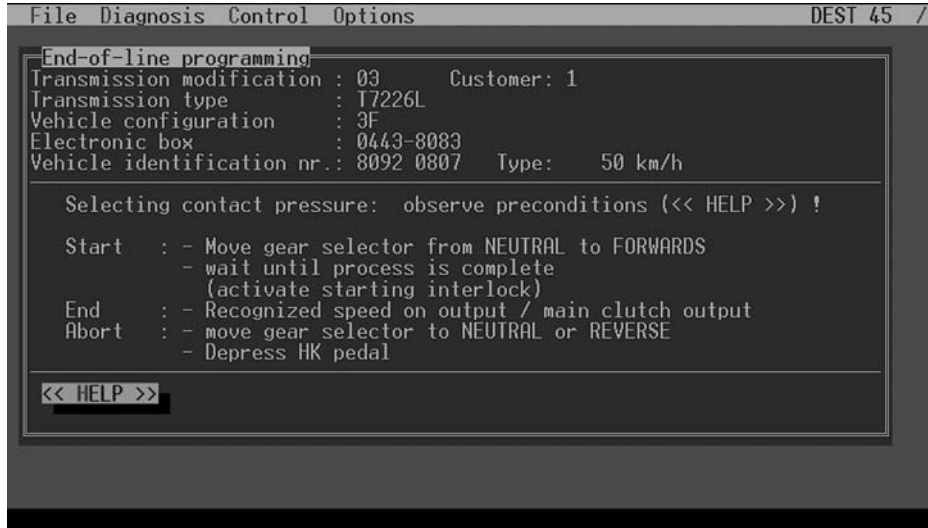 File Diagnosis Control Options DEST 45 /
End-of-line programming
Transmission modification : 03 Customer: 1
Transmission type : T7226L
Vehicle configuration : 3F
Electronic box : 0443-8083
Vehicle identification nr.: 8092 0807 Type: 50 km/h
Selecting contact pressure: observe preconditions (<< HELP >>) !
Start : - Move gear selector from NEUTRAL to FORWARDS
- wait until process is complete
(activate starting interlock)
End : - Recognized speed on output / main clutch output
Abort : - move gear selector to NEUTRAL or REVERSE
- Depress HK pedal
<< HELP >>